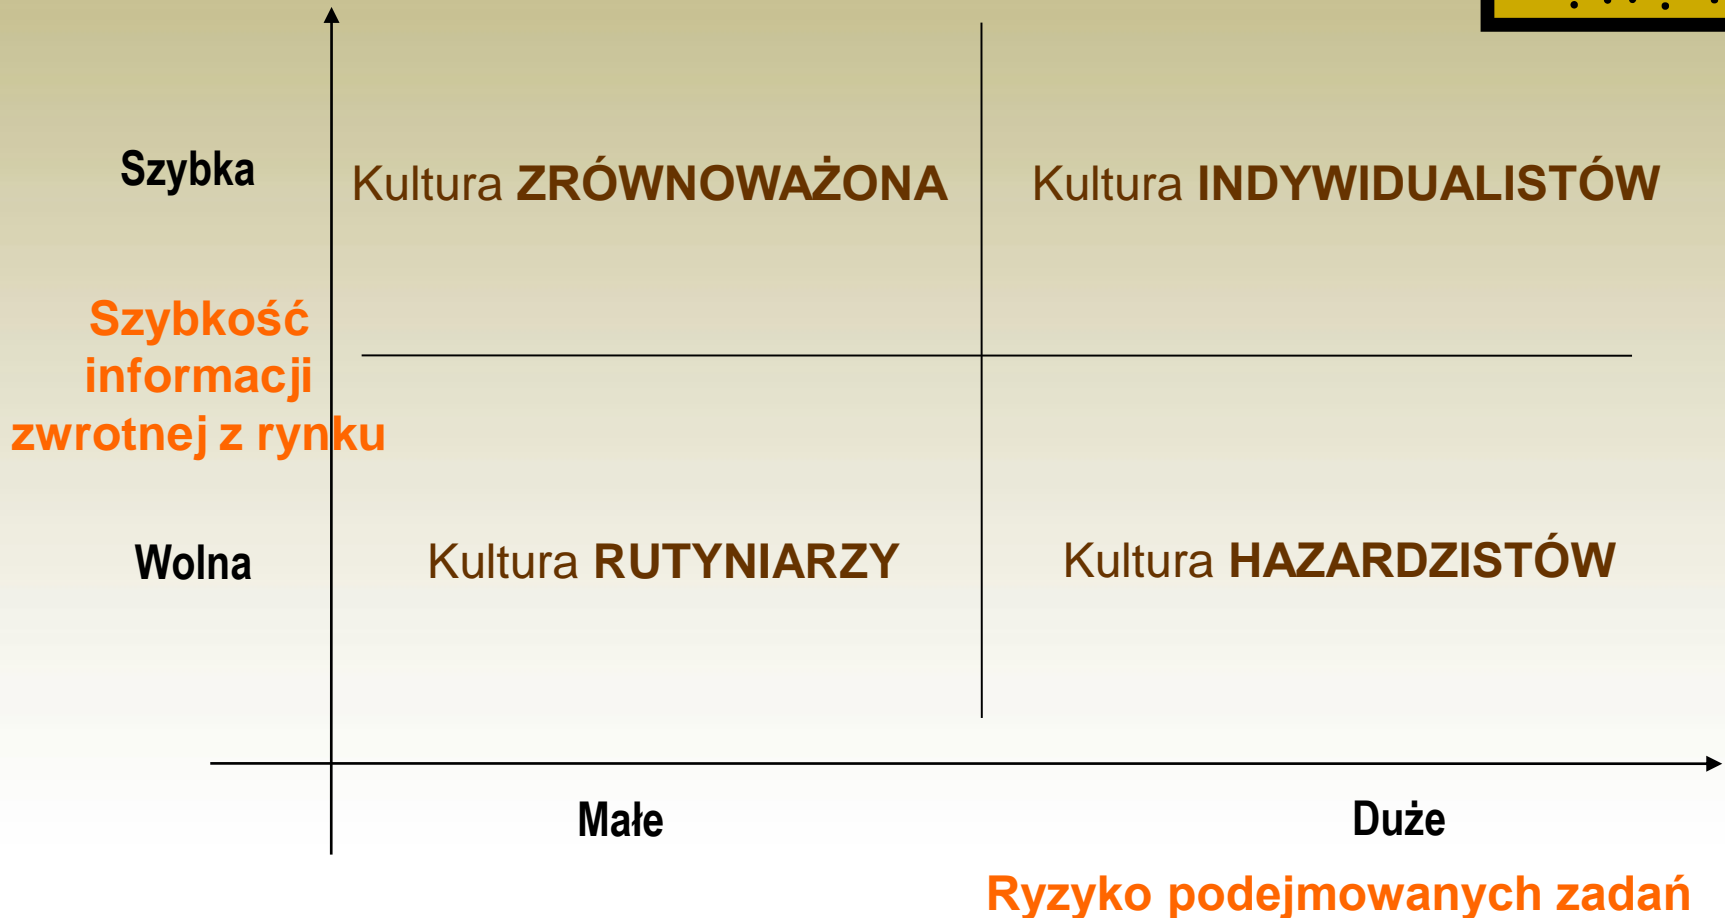 Szybka
Kultura ZRÓWNOWAŻONA
Kultura INDYWIDUALISTÓW
Szybkość
informacji
zwrotnej z rynku
Wolna
Kultura RUTYNIARZY
Kultura HAZARDZISTÓW
Małe
Duże
Ryzyko podejmowanych zadań